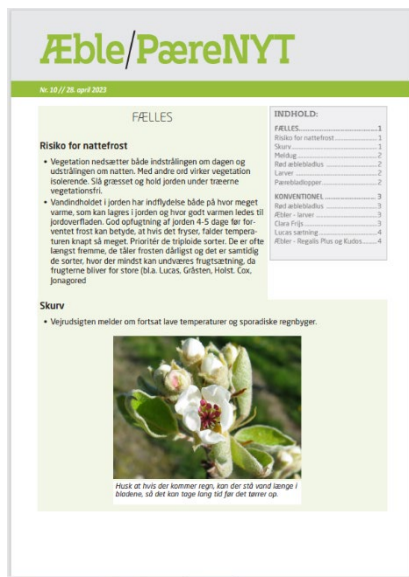 Æble/PæreNYT
Nr. 10 // 28. april 2023
FÆLLES
Risiko for nattefrost
• Vegetation nedsætter både indstrålingen om dagen og
udstrålingen om natten. Med andre ord virker vegetation
isolerende. Slå græsset og hold jorden under træerne
vegetationsfri.
• Vandindholdet i jorden har indflydelse både på hvor meget
varme, som kan lagres i jorden og hvor godt varmen ledes til
jordoverfladen. God opfugtning af jorden 4-5 dage før for-
ventet frost kan betyde, at hvis det fryser, falder tempera-
turen knapt så meget. Prioritér de triploide sorter. De er ofte
længst fremme, de tåler frosten dårligst og det er samtidig
de sorter, hvor der mindst kan undværes frugtsætning, da
frugterne bliver for store (bl.a. Lucas, Gråsten, Holst. Cox,
Jonagored
INDHOLD:
FÆLLES 1
Risiko for nattefrost 1
Skurv 1
Meldug 2
Rød æblebladlus 2
Larver 2
Pærebladlopper 2
KONVENTIONEL 3
Rød æblebladlus 3
Æbler - larver 3
Clara Frijs 3
Lucas sætning 4
Æbler - Regalis Plus og Kudos 4
Skurv
• Vejrudsigten melder om fortsat lave temperaturer og sporadiske regnbyger.
Husk at hvis der kommer regn, kan der stå vand længe i
bladene, så det kan tage lang tid før det tørrer op.